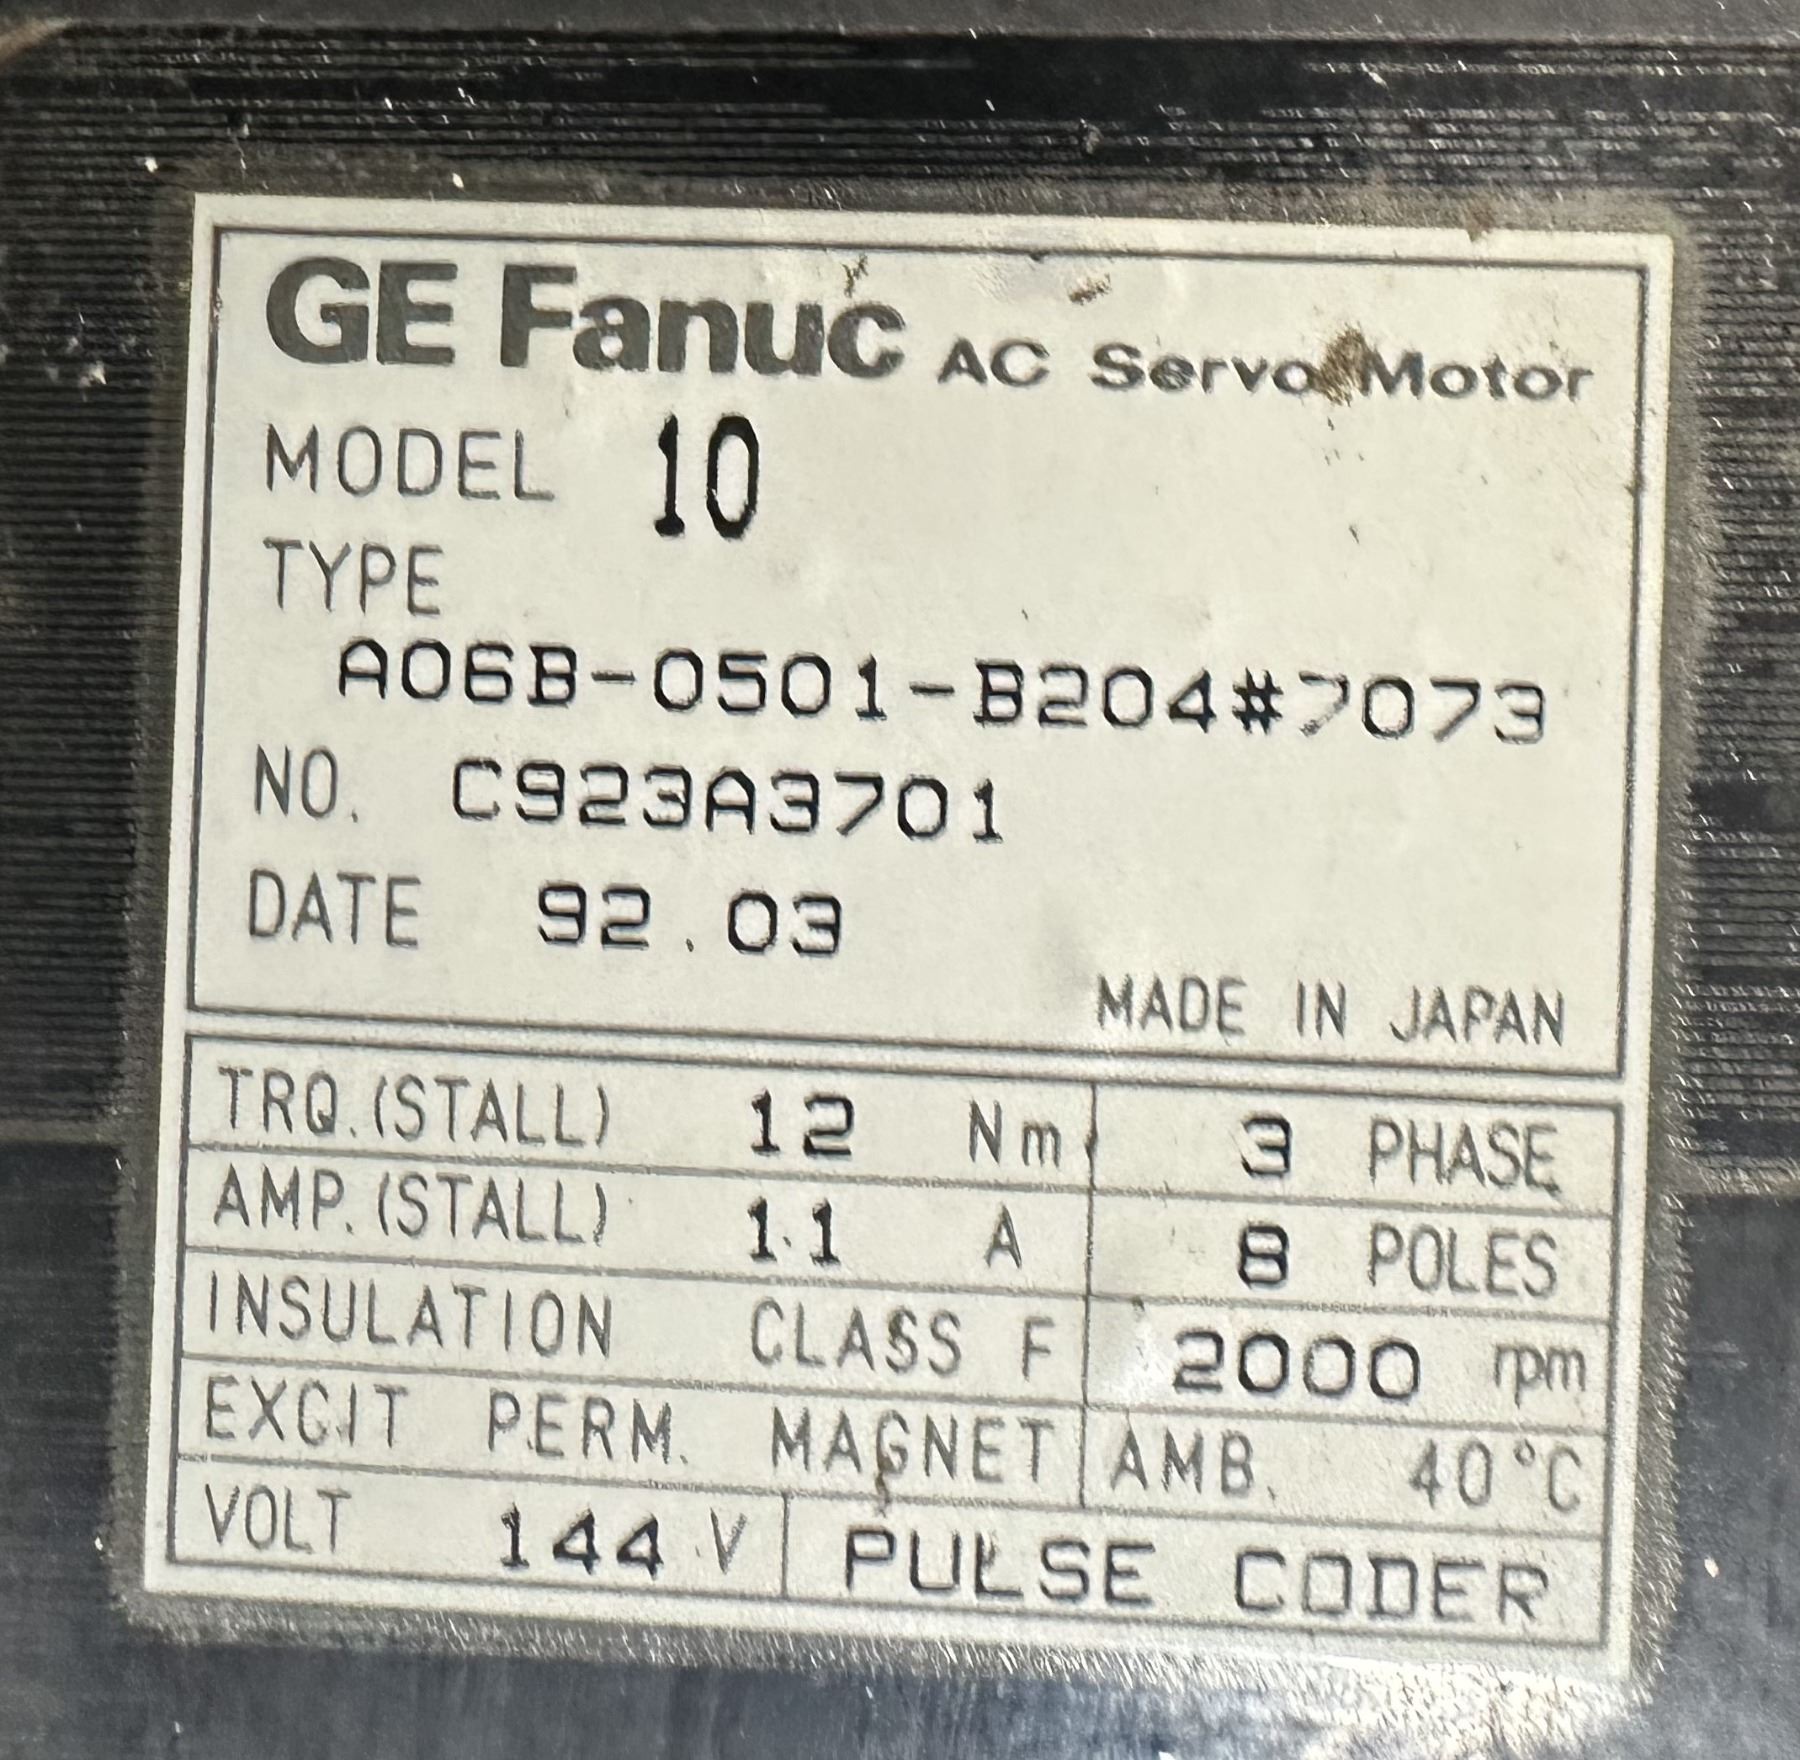 GE Fanuc AC Servo Motor
MODEL 10
TYPE
A06B-0501-B204#7073
NO. C923A3701
DATE 92.03
MADE IN JAPAN
TRQ.(STALL) 12 Nm 3 PHASE
AMP.(STALL) 1.1 A 8 POLES
INSULATION CLASS F 2000 rpm
EXCIT PERM. MAGNET AMB. 40°C
VOLT 144 V PULSE CODER